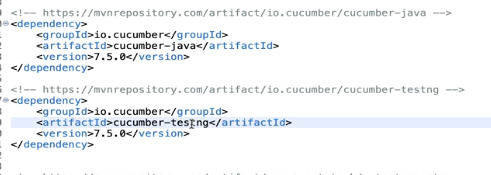 <!-- https://mvnrepository.com/artifact/io.cucumber/cucumber-java -->
<dependency>
<groupId>io.cucumber</groupId>
<artifactId>cucumber-java</artifactId>
<version>7.5.0</version>
</dependency>
<!-- https://mvnrepository.com/artifact/io.cucumber/cucumber-testng -->
<dependency>
<groupId>io.cucumber</groupId>
<artifactId>cucumber-testng</artifactId>
<version>7.5.0</version>
</dependency>